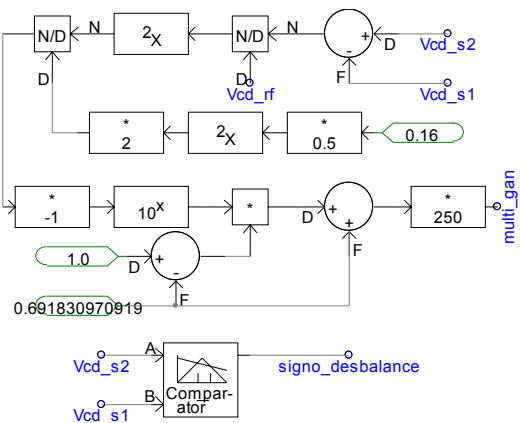 N/D N 2X N/D N + D Vcd_s2
-
D D F
Vcd_rf Vcd_s1
*
2
2X
*
0.5
0.16
*
-1
10x
*
D
+
+
F
*
250
multi_gan
1.0
D
+
-
F
0.691830970919
Vcd_s2 A signo_desbalance
Vcd_s1 B
Compar-
ator